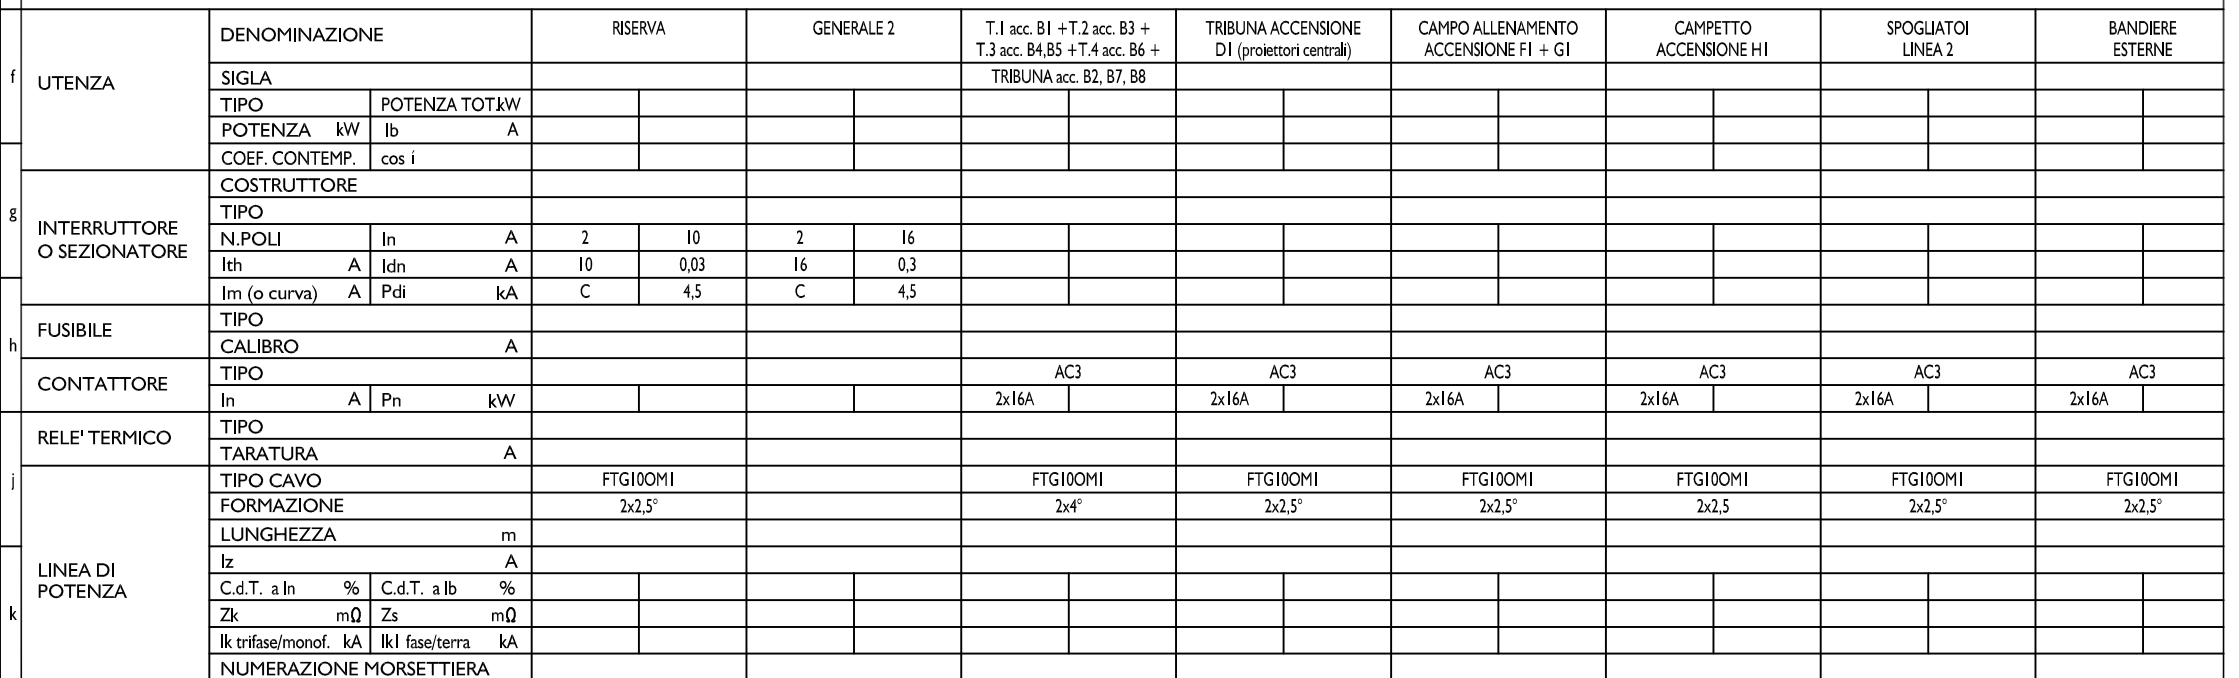 DENOMINAZIONE RISERVA GENERALE 2 T.1 acc. B1 +T.2 acc. B3 + TRIBUNA ACCENSIONE CAMPO ALLENAMENTO CAMPETTO SPOGLIATOI BANDIERE
T.3 acc. B4,B5 +T.4 acc. B6 + D1 (proiettori centrali) ACCENSIONE F1 + G1 ACCENSIONE H1 LINEA 2 ESTERNE
f UTENZA SIGLA TRIBUNA acc. B2, B7, B8
TIPO POTENZA TOT.kW
POTENZA kW Ib A
COEF. CONTEMP. cos í
COSTRUTTORE
g TIPO
INTERRUTTORE
O SEZIONATORE
N.POLI In A 2 10 2 16
Ith A Idn A 10 0,03 16 0,3
Im (o curva) A Pdi kA C 4,5 C 4,5
FUSIBILE TIPO
h CALIBRO A
CONTATTORE TIPO AC3 AC3 AC3 AC3 AC3 AC3
In A Pn kW 2x16A 2x16A 2x16A 2x16A 2x16A 2x16A
RELE' TERMICO TIPO
TARATURA A
j TIPO CAVO FTG10OM1 FTG10OM1 FTG10OM1 FTG10OM1 FTG10OM1 FTG10OM1 FTG10OM1
FORMAZIONE 2x2,5° 2x4° 2x2,5° 2x2,5° 2x2,5 2x2,5° 2x2,5°
LUNGHEZZA m
Iz A
LINEA DI
POTENZA
C.d.T. a In % C.d.T. a Ib %
k Zk mΩ Zs mΩ
Ik trifase/monof. kA Ik1 fase/terra kA
NUMERAZIONE MORSETTIERA